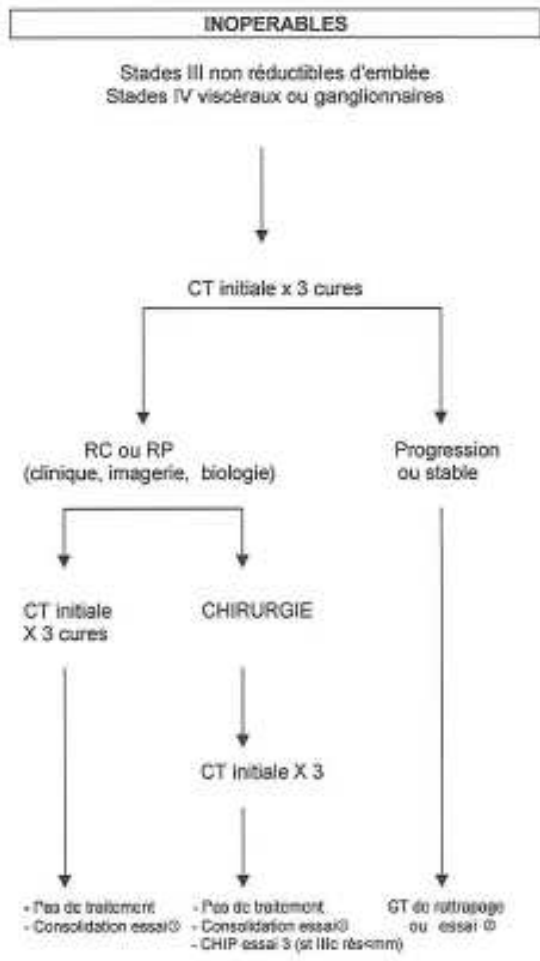 INOPERABLES
Stades III non réductibles d'emblée
Stades IV viscéraux ou ganglionnaires
CT initiale x 3 cures
RC ou RP
(clinique, imagerie, biologie)
Progression
ou stable
CT initiale
X 3 cures
CHIRURGIE
CT initiale X 3
- Pas de traitement
- Consolidation essai
- Pas de traitement
- Consolidation essai
- CHIP essai 3 (st IIIc rés<mm)
CT de rattrapage
ou essai